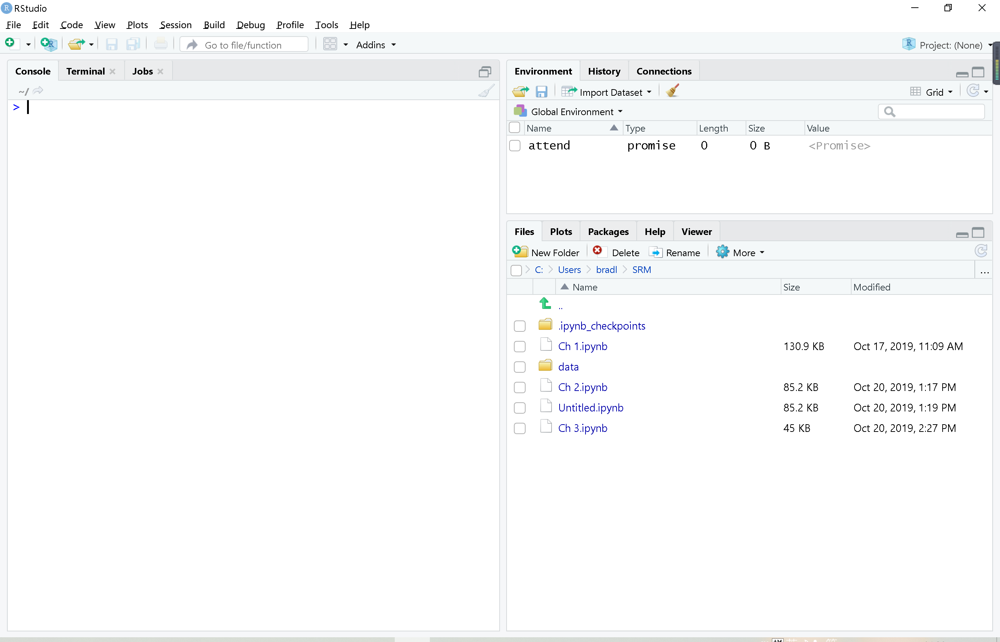 RStudio
File Edit Code View Plots Session Build Debug Profile Tools Help
Go to file/function Addins Project: (None)
Console Terminal Jobs
~/
>
Environment History Connections
Import Dataset Grid
Global Environment
Name Type Length Size Value
attend promise 0 0 B <Promise>
Files Plots Packages Help Viewer
New Folder Delete Rename More
C: Users bradl SRM ...
Name Size Modified
..
.ipynb_checkpoints
Ch 1.ipynb 130.9 KB Oct 17, 2019, 11:09 AM
data
Ch 2.ipynb 85.2 KB Oct 20, 2019, 1:17 PM
Untitled.ipynb 85.2 KB Oct 20, 2019, 1:19 PM
Ch 3.ipynb 45 KB Oct 20, 2019, 2:27 PM